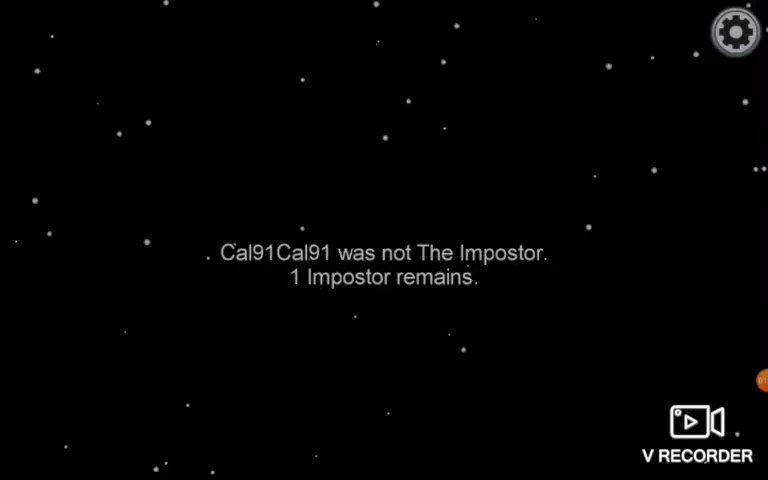 Cal91Cal91 was not The Impostor.
1 Impostor remains.
V RECORDER